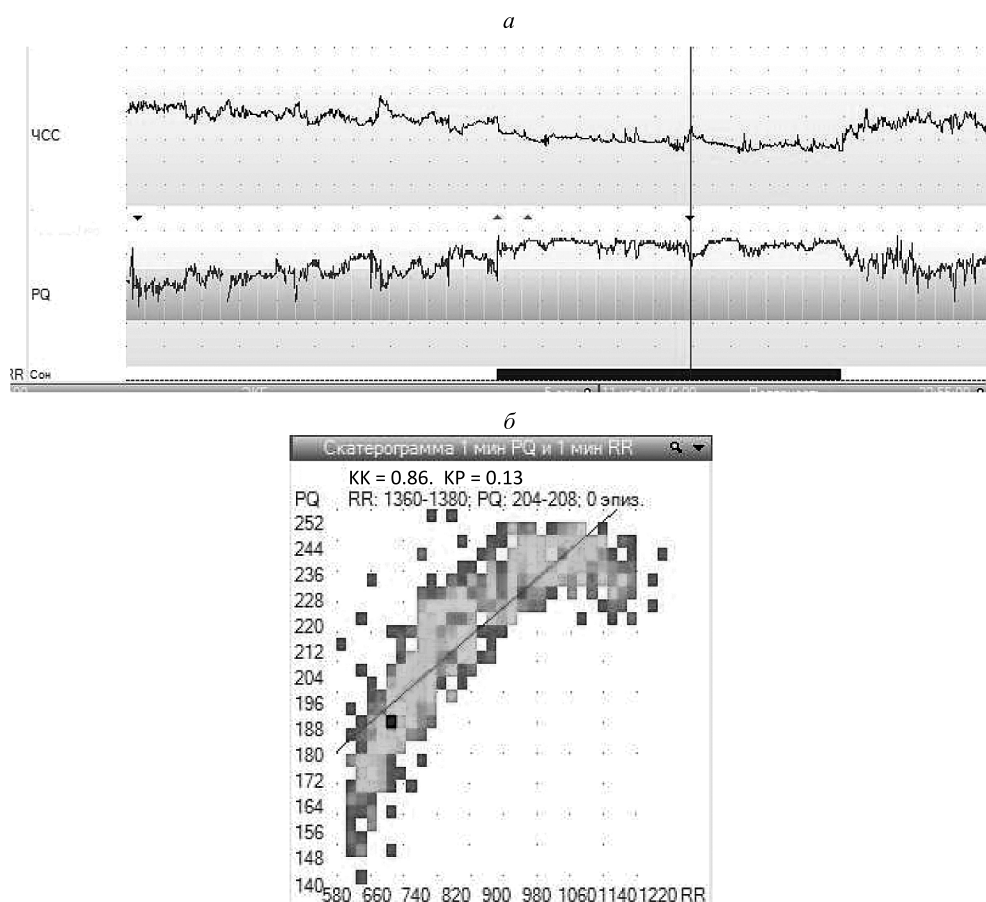 а
ЧСС
PQ
RR Сон
б
Скатерограмма 1 мин PQ и 1 мин RR
КК = 0.86. КР = 0.13
PQ RR: 1360-1380; PQ: 204-208; 0 эпиз.
252
244
236
228
220
212
204
196
188
180
172
164
156
148
140
580 660 740 820 900 980 1060 1140 1220 RR